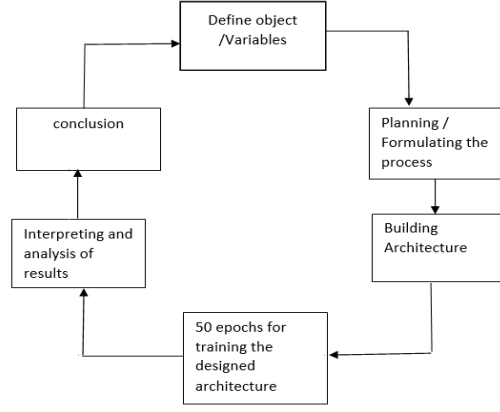 Define object
/Variables
Planning /
Formulating the
process
Building
Architecture
50 epochs for
training the
designed
architecture
Interpreting and
analysis of
results
conclusion